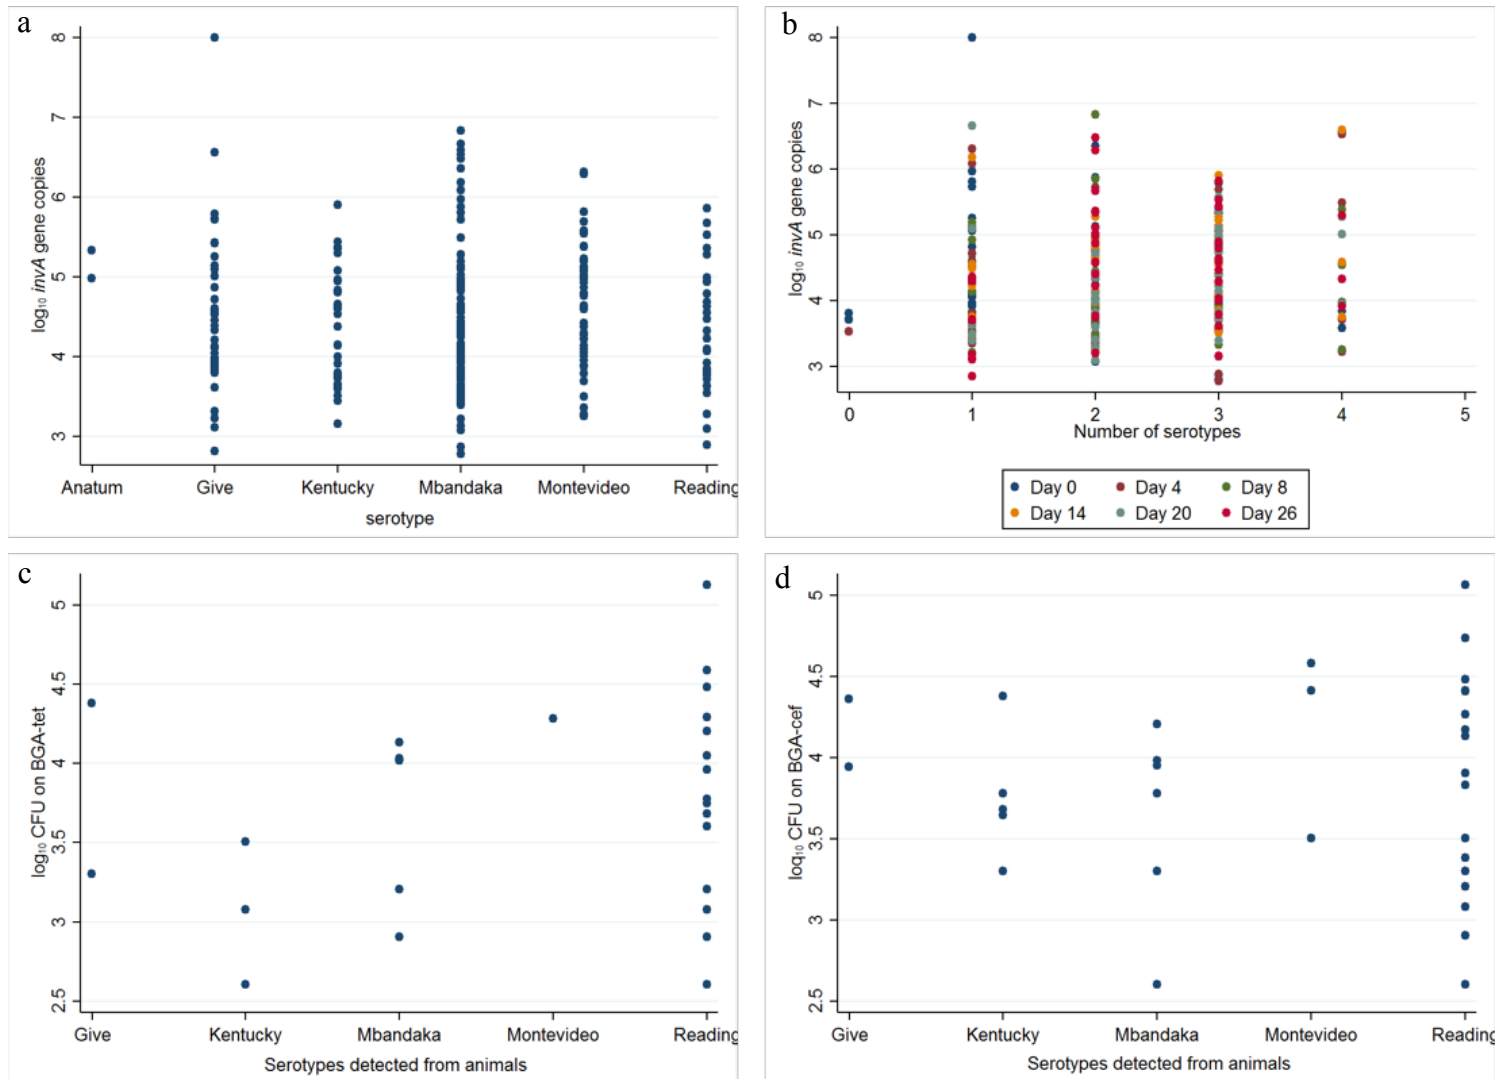 a
8
7
6
5
4
3
log₁₀ invA gene copies
Anatum Give Kentucky Mbandaka Montevideo Reading
serotype
b
8
7
6
5
4
3
log₁₀ invA gene copies
0 1 2 3 4 5
Number of serotypes
Day 0 Day 4 Day 8
Day 14 Day 20 Day 26
c
5
4.5
4
3.5
3
2.5
log₁₀ CFU on BGA-tet
Give Kentucky Mbandaka Montevideo Reading
Serotypes detected from animals
d
5
4.5
4
3.5
3
2.5
loq₁₀ CFU on BGA-cef
Give Kentucky Mbandaka Montevideo Reading
Serotypes detected from animals